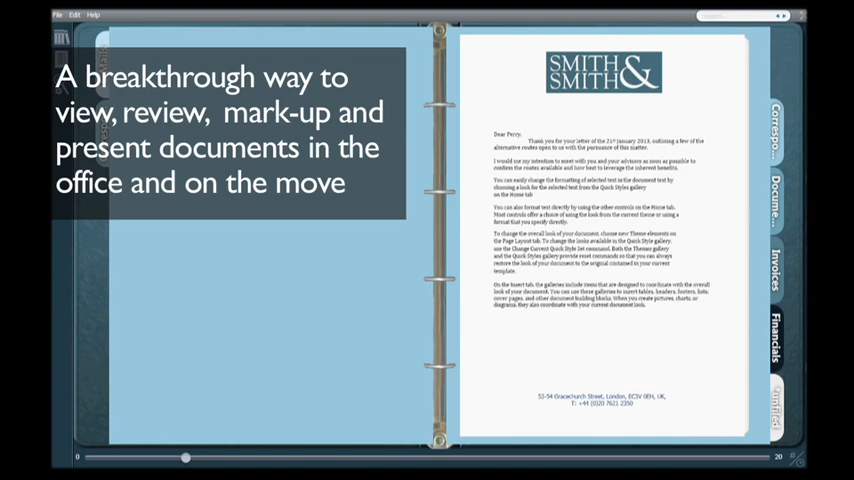 File Edit Help
A breakthrough way to
view, review, mark-up and
present documents in the
office and on the move
SMITH
SMITH &
Dear Perry,
Thank you for your letter of the 21st January 2013, outlining a few of the
alternative routes open to us with the pursuance of this matter.
I would use my intention to meet with you and your advisors as soon as possible to
confirm the routes available and how best to leverage the inherent benefits.
You can easily change the formatting of selected text in the document text by
choosing a look for the selected text from the Quick Styles gallery
on the Home tab
You can also format text directly by using the other controls on the Home tab.
Most controls offer a choice of using the look from the current theme or using a
format that you specify directly.
To change the overall look of your document, choose new Theme elements on
the Page Layout tab. To change the looks available in the Quick Style gallery,
use the Change Current Quick Style Set command. Both the Themes gallery
and the Quick Styles gallery provide reset commands so that you can always
restore the look of your document to the original contained in your current
template.
On the Insert tab, the galleries include items that are designed to coordinate with the overall
look of your document. You can use these galleries to insert tables, headers, footers, lists,
cover pages, and other document building blocks. When you create pictures, charts, or
diagrams, they also coordinate with your current document look.
52-54 Gracechurch Street, London, EC3V 0EH, UK,
T: +44 (0)20 7621 2350
Correspo...
Docume...
Invoices
Financials
Unfiled
0
20